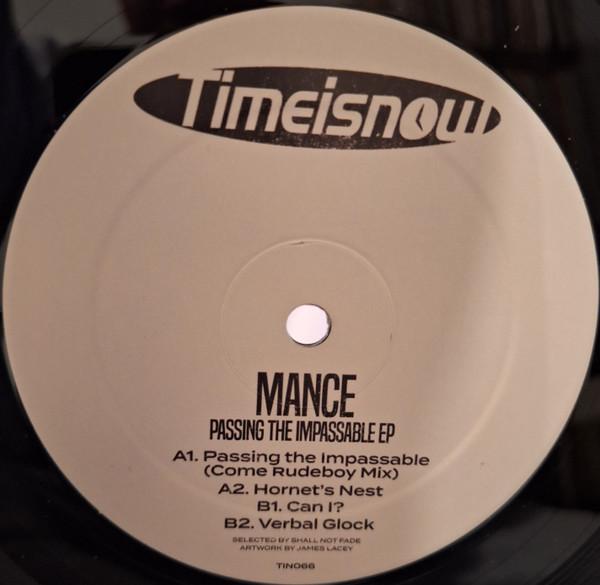 Timeisnow
MANCE
PASSING THE IMPASSABLE EP
A1. Passing the Impassable
(Come Rudeboy Mix)
A2. Hornet's Nest
B1. Can I?
B2. Verbal Glock
SELECTED BY SHALL NOT FADE
ARTWORK BY JAMES LACEY
TIN066